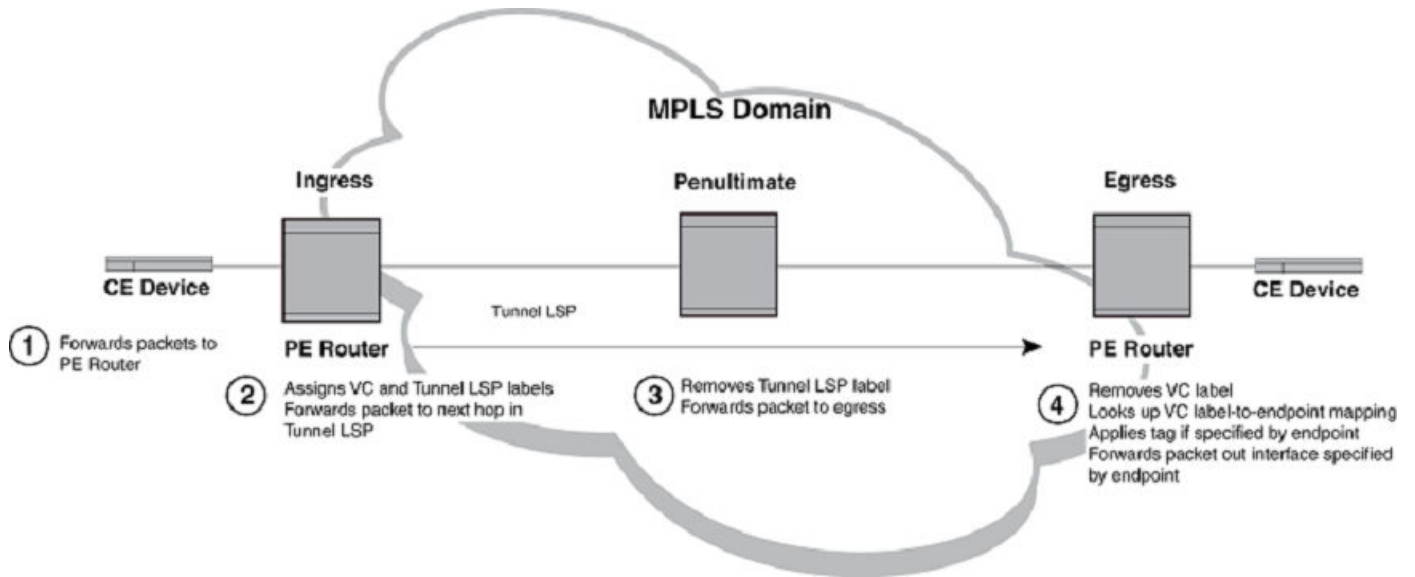 MPLS Domain
Ingress
Penultimate
Egress
CE Device
CE Device
Tunnel LSP
PE Router
PE Router
1 Forwards packets to
PE Router
2 Assigns VC and Tunnel LSP labels
Forwards packet to next hop in
Tunnel LSP
3 Removes Tunnel LSP label
Forwards packet to egress
4 Removes VC label
Looks up VC label-to-endpoint mapping
Applies tag if specified by endpoint
Forwards packet out interface specified
by endpoint